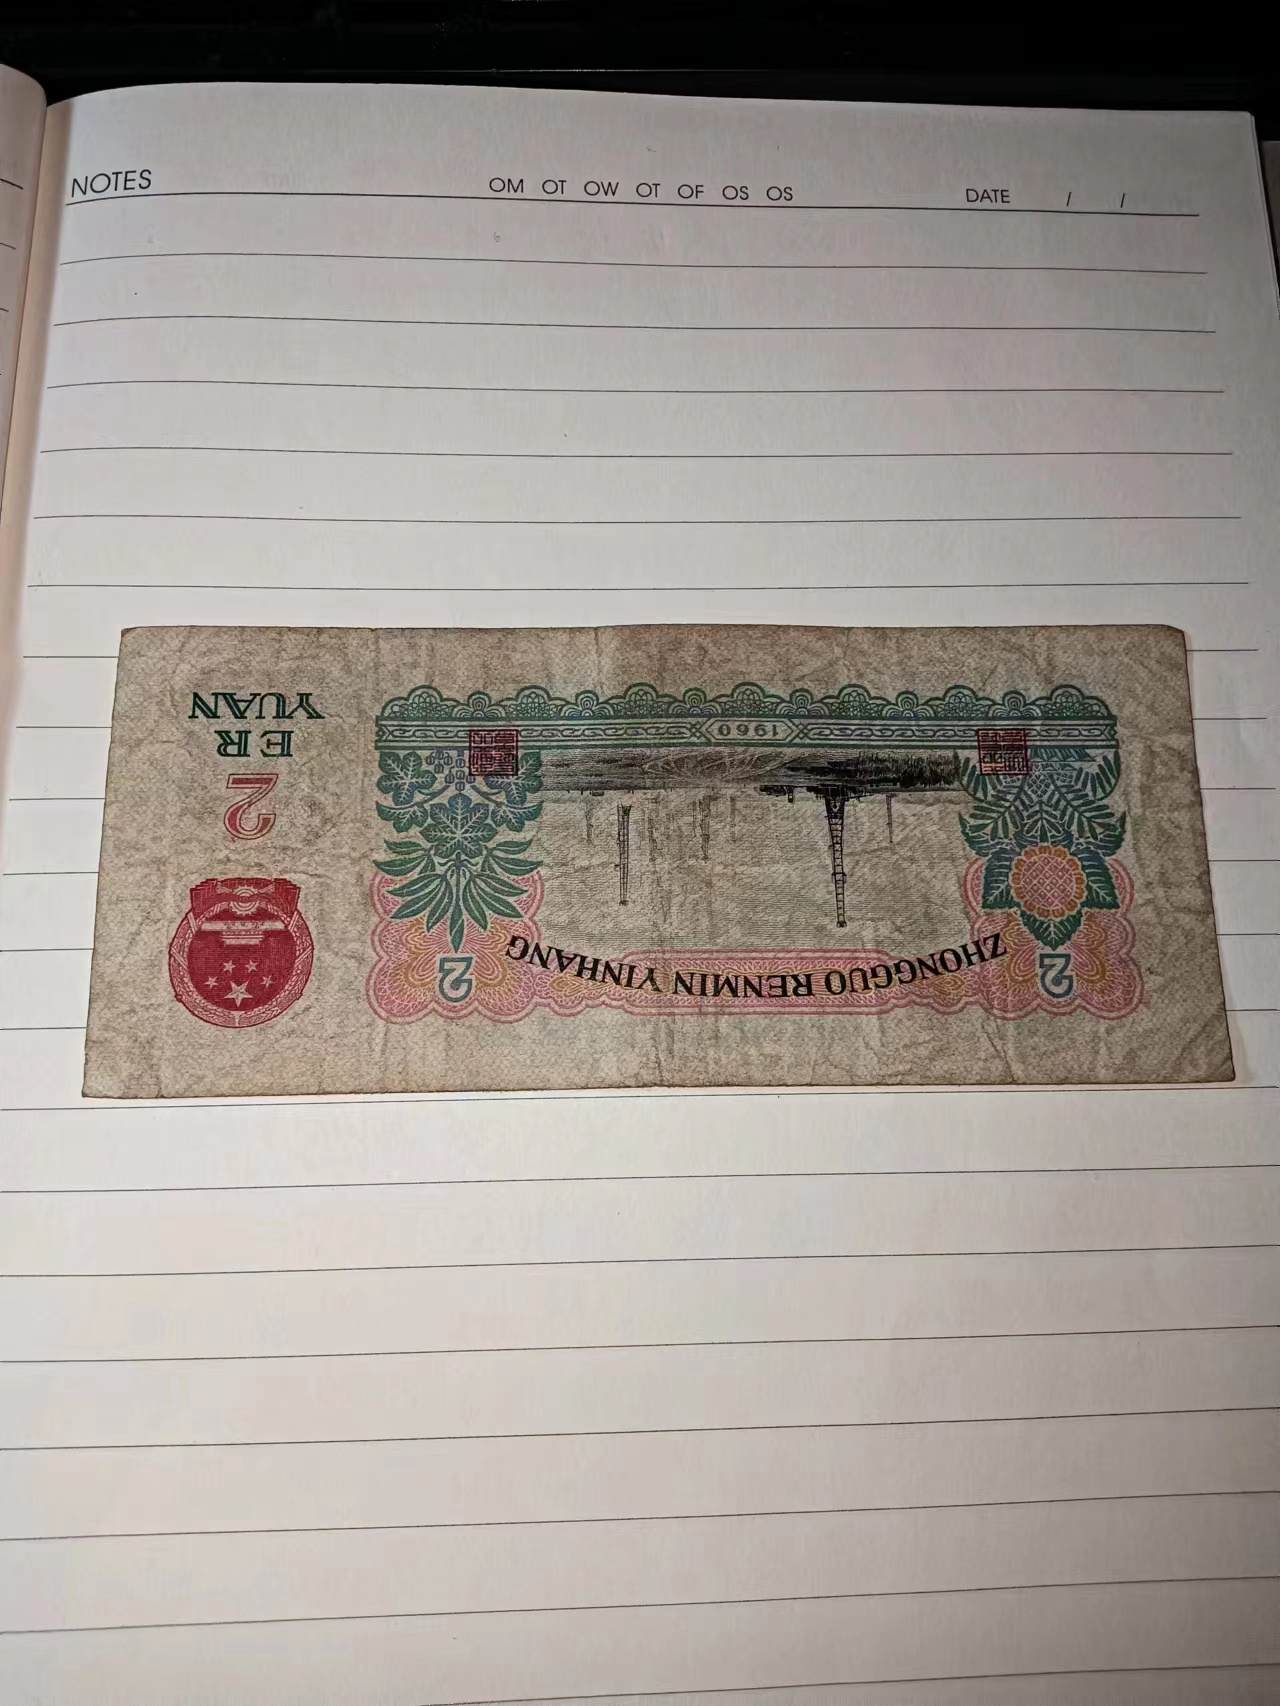 NOTES OM OT OW OT OF OS OS DATE / /
ZHONGGUO RENMIN YINHANG
2
2
1960
2
ER
YUAN